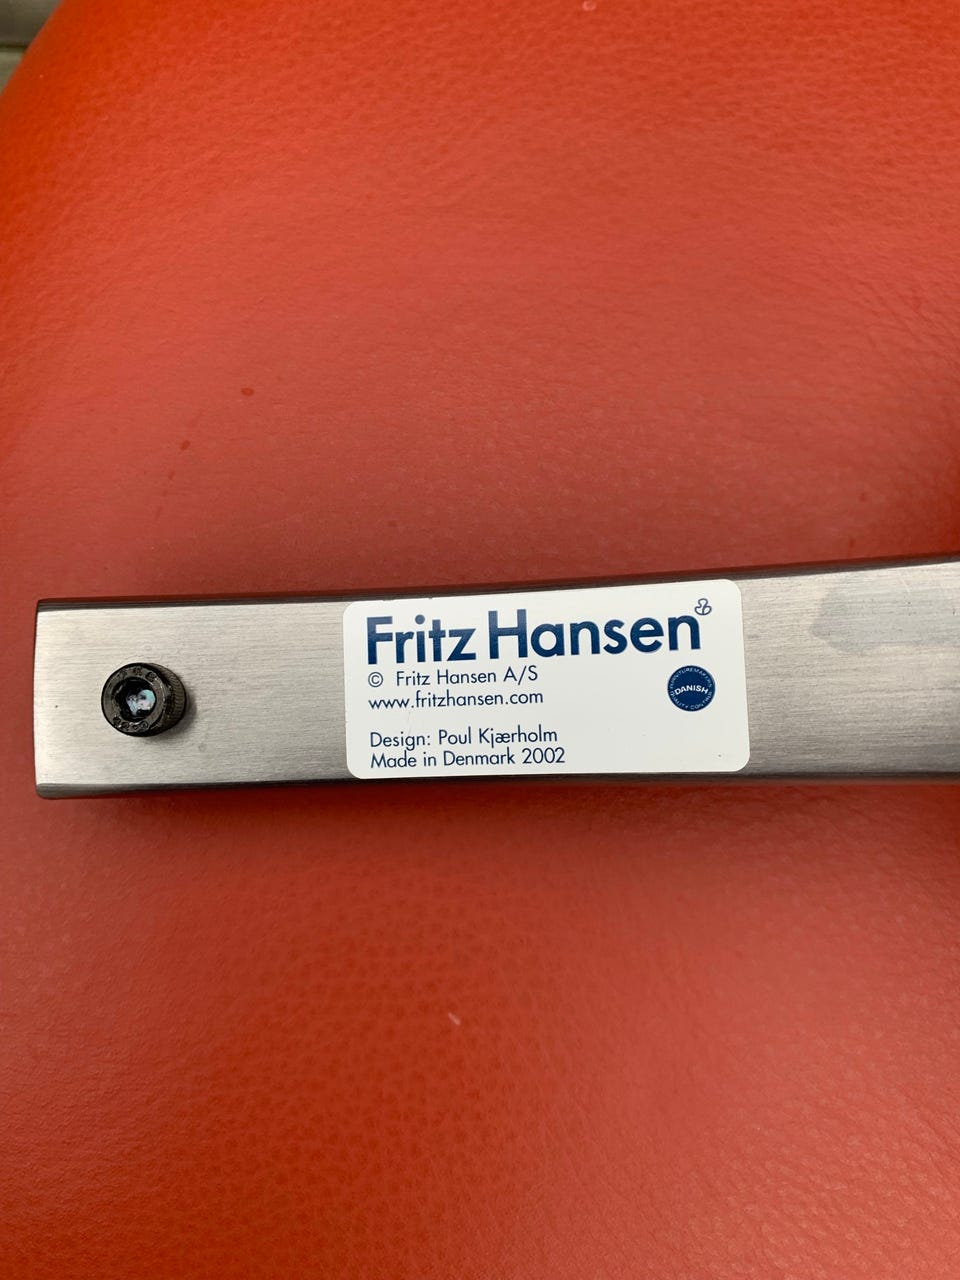 Fritz Hansen
© Fritz Hansen A/S
www.fritzhansen.com
DANISH
Design: Poul Kjærholm
Made in Denmark 2002